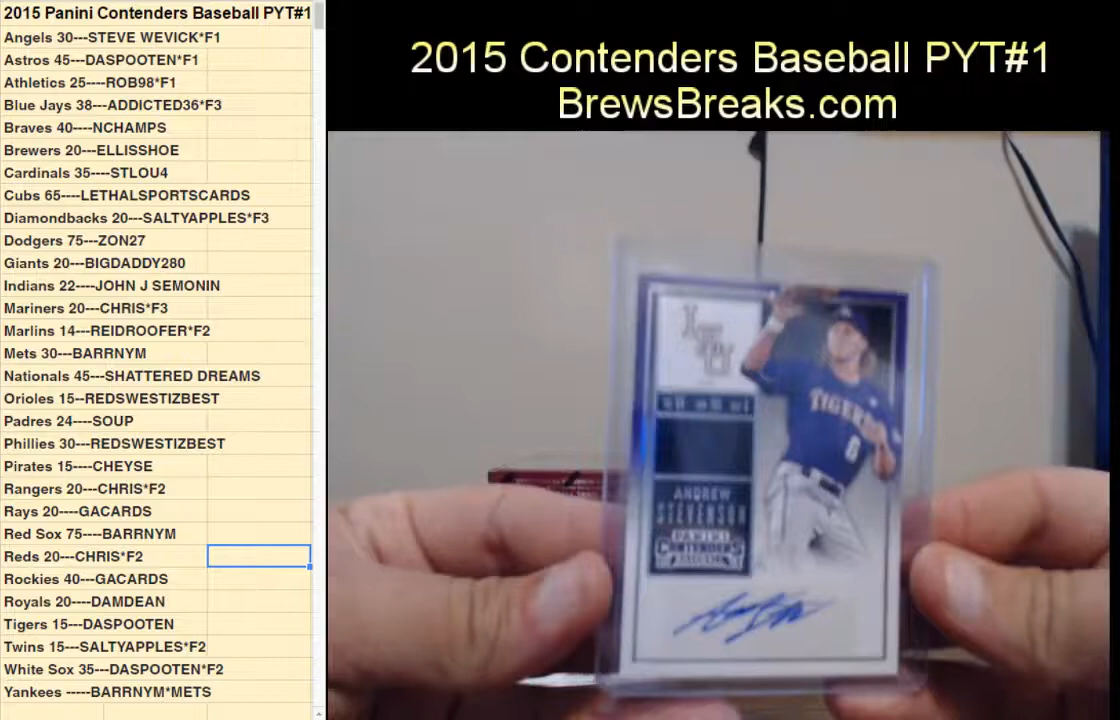 2015 Panini Contenders Baseball PYT#1
Angels 30---STEVE WEVICK*F1
Astros 45---DASPOOTEN*F1
Athletics 25----ROB98*F1
Blue Jays 38---ADDICTED36*F3
Braves 40----NCHAMPS
Brewers 20---ELLISSHOE
Cardinals 35----STLOU4
Cubs 65----LETHALSPORTSCARDS
Diamondbacks 20---SALTYAPPLES*F3
Dodgers 75---ZON27
Giants 20---BIGDADDY280
Indians 22----JOHN J SEMONIN
Mariners 20---CHRIS*F3
Marlins 14---REIDROOFER*F2
Mets 30---BARRNYM
Nationals 45---SHATTERED DREAMS
Orioles 15--REDSWESTIZBEST
Padres 24----SOUP
Phillies 30---REDSWESTIZBEST
Pirates 15----CHEYSE
Rangers 20---CHRIS*F2
Rays 20----GACARDS
Red Sox 75----BARRNYM
Reds 20---CHRIS*F2
Rockies 40---GACARDS
Royals 20----DAMDEAN
Tigers 15---DASPOOTEN
Twins 15---SALTYAPPLES*F2
White Sox 35---DASPOOTEN*F2
Yankees -----BARRNYM*METS
2015 Contenders Baseball PYT#1
BrewsBreaks.com
LSU
TIGERS
8
ANDREW
STEVENSON
PANINI
CONTENDERS